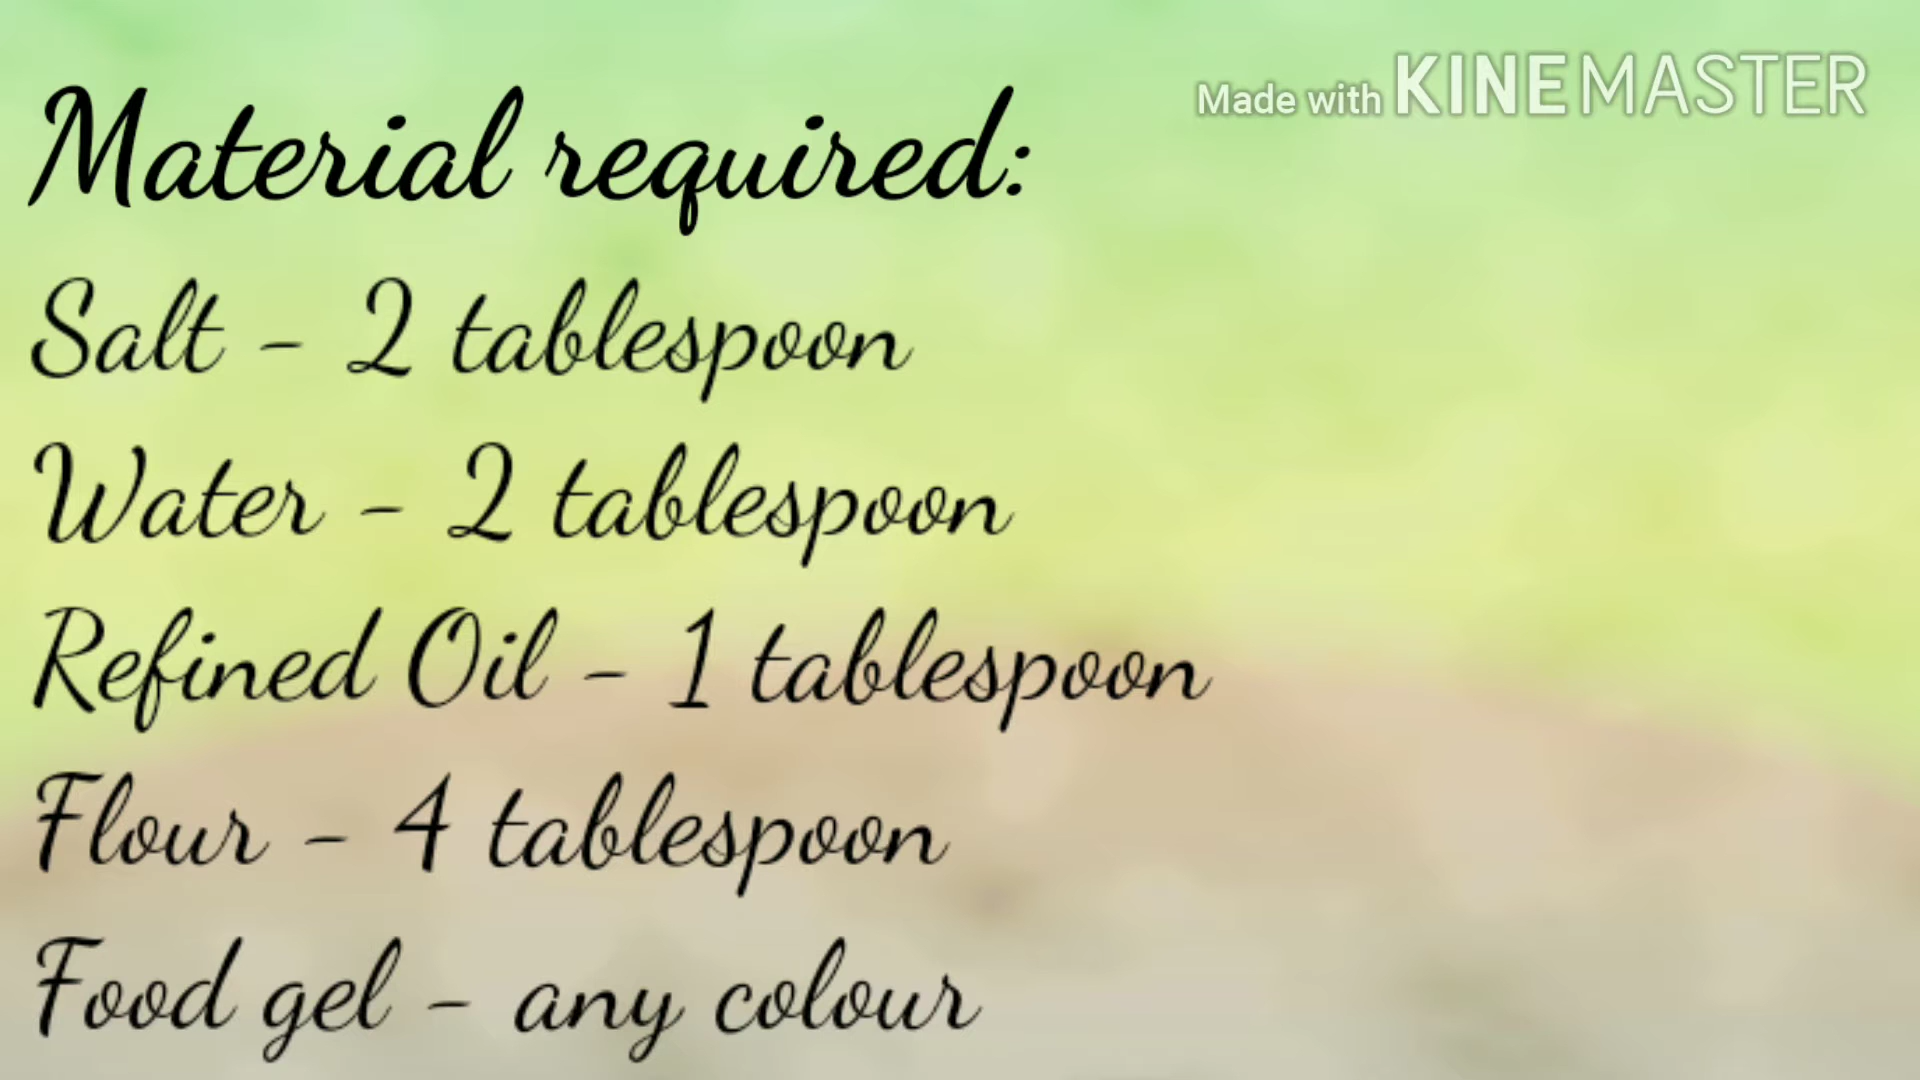 Made with KINEMASTER
Material required:
Salt - 2 tablespoon
Water - 2 tablespoon
Refined Oil - 1 tablespoon
Flour - 4 tablespoon
Food gel - any colour